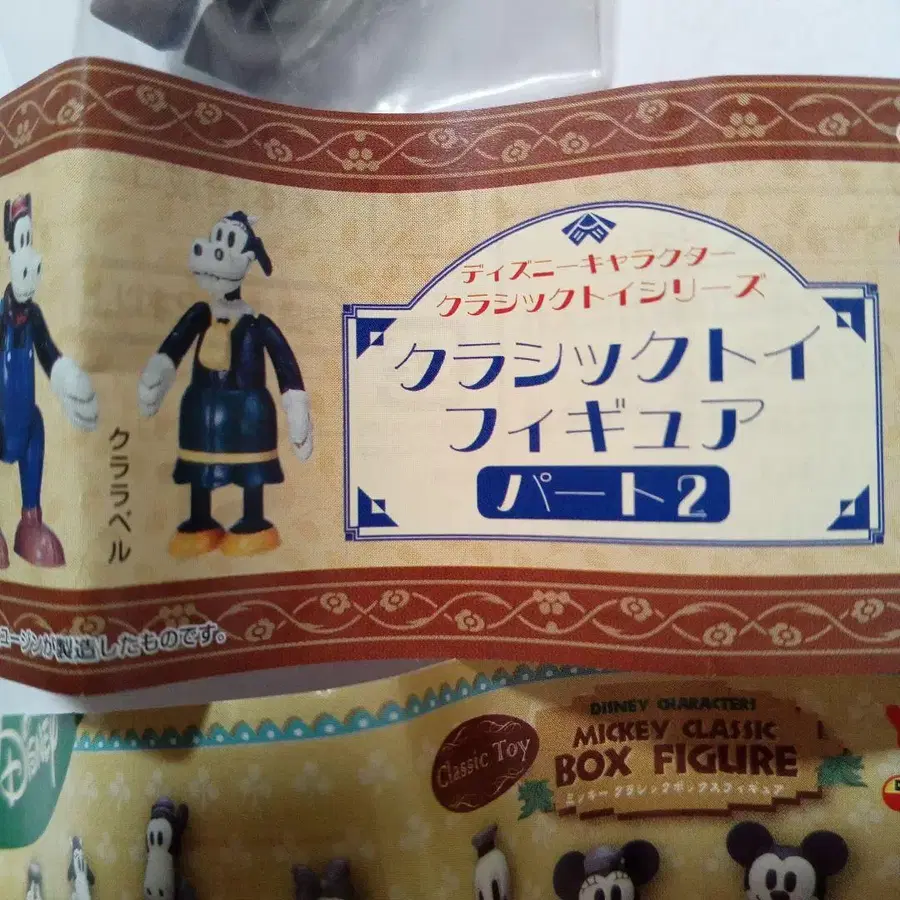 ディズニーキャラクター
クラシックトイシリーズ
クラシックトイ
フィギュア
パート2
クララベル
ユージンが製造したものです。
Disney
Classic Toy
DISNEY CHARACTERS
MICKEY CLASSIC
BOX FIGURE
ミッキー クラシックボックスフィギュア